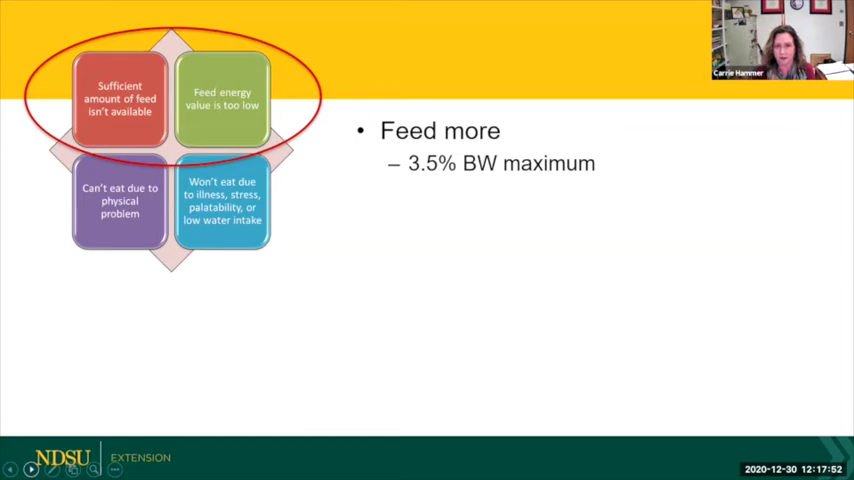 Sufficient
amount of feed
isn't available
Feed energy
value is too low
Can't eat due to
physical
problem
Won't eat due
to illness, stress,
palatability, or
low water intake
• Feed more
– 3.5% BW maximum
Carrie Hammer
NDSU
EXTENSION
2020-12-30 12:17:52